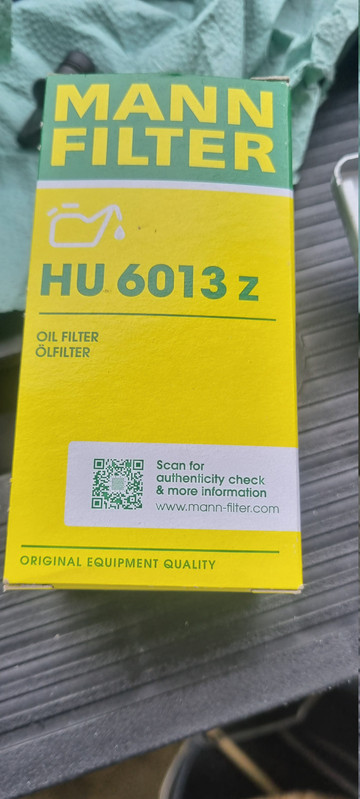 MANN
FILTER
HU 6013 z
OIL FILTER
ÖLFILTER
Scan for
authenticity check
& more information
www.mann-filter.com
ORIGINAL EQUIPMENT QUALITY